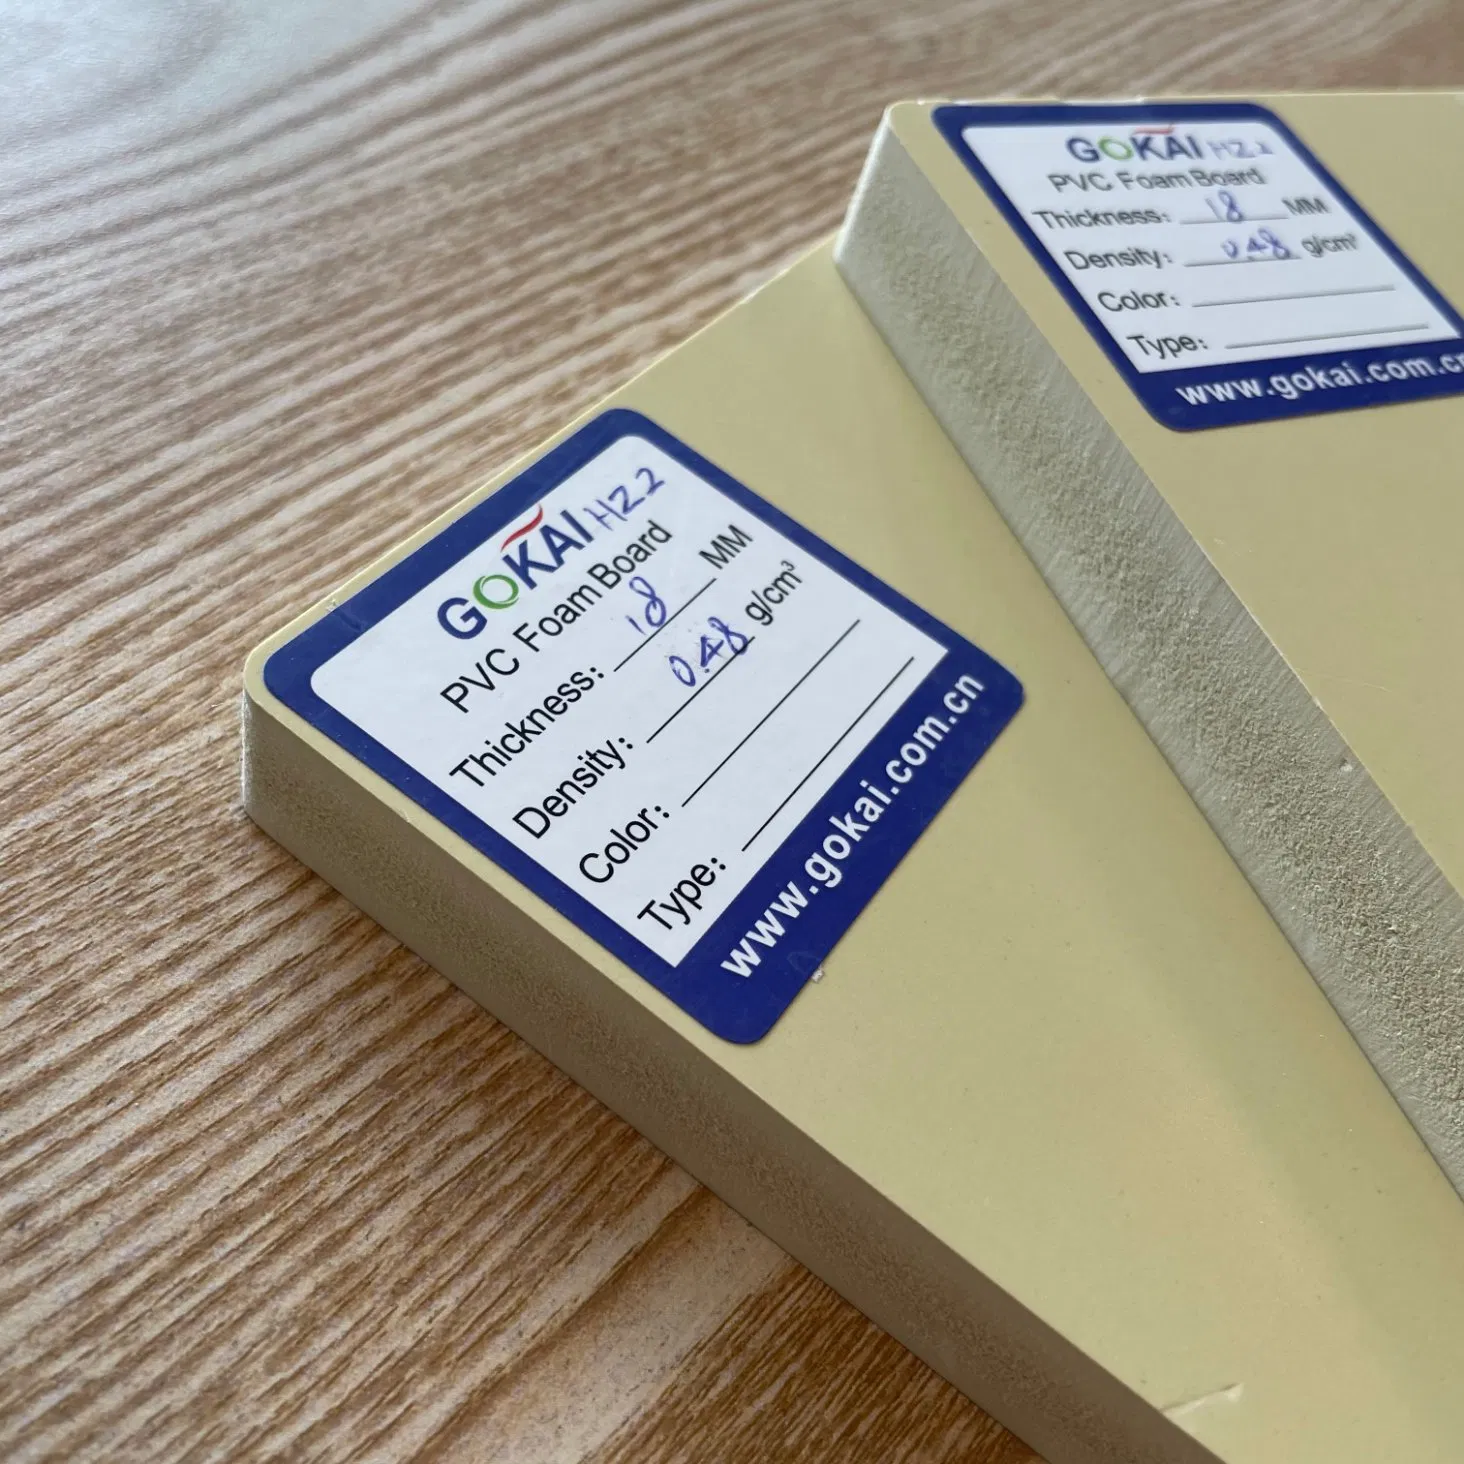 GOKAI HZ2
PVC Foam Board
Thickness: 18 MM
Density: 0.48 g/cm³
Color:
Type:
www.gokai.com.cn
GOKAI HZ2
PVC Foam Board
Thickness: 18 MM
Density: 0.48 g/cm³
Color:
Type:
www.gokai.com.cn